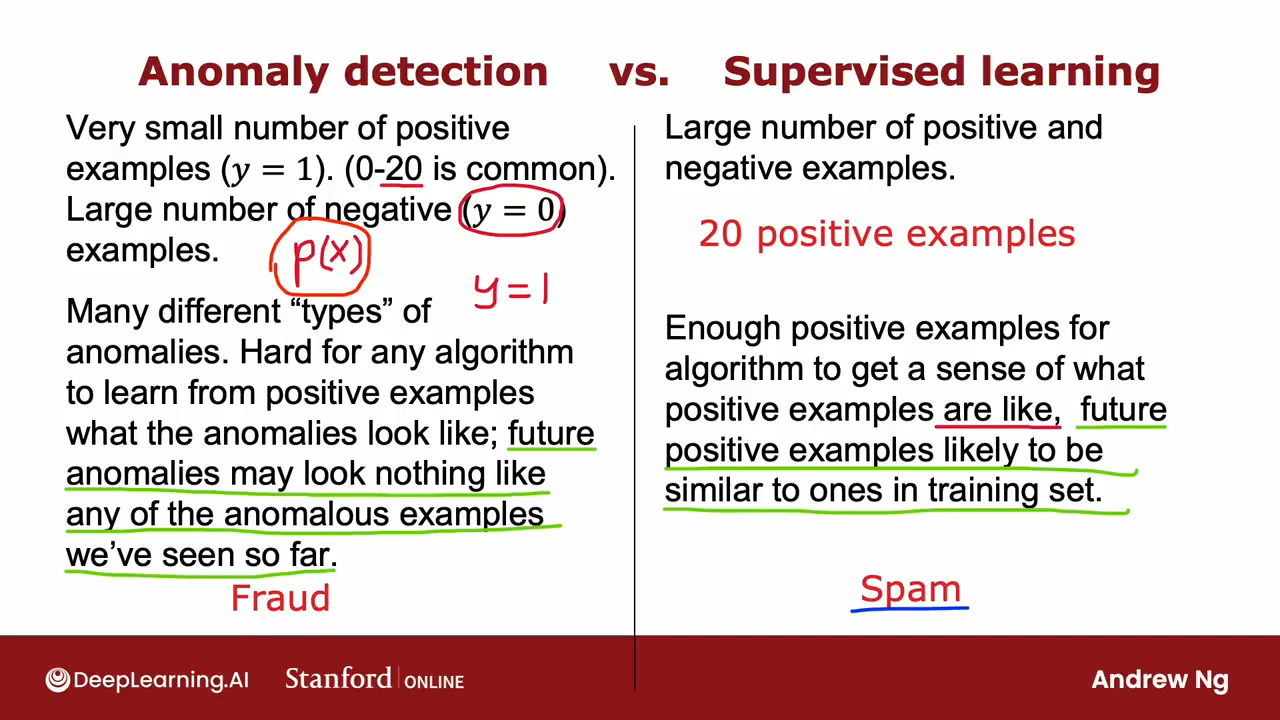 Anomaly detection vs. Supervised learning
Very small number of positive
examples (y = 1). (0-20 is common).
Large number of negative (y = 0)
examples.
p(x)
y = 1
Many different “types” of
anomalies. Hard for any algorithm
to learn from positive examples
what the anomalies look like; future
anomalies may look nothing like
any of the anomalous examples
we’ve seen so far.
Fraud
Large number of positive and
negative examples.
20 positive examples
Enough positive examples for
algorithm to get a sense of what
positive examples are like, future
positive examples likely to be
similar to ones in training set.
Spam
DeepLearning.AI Stanford | ONLINE
Andrew Ng